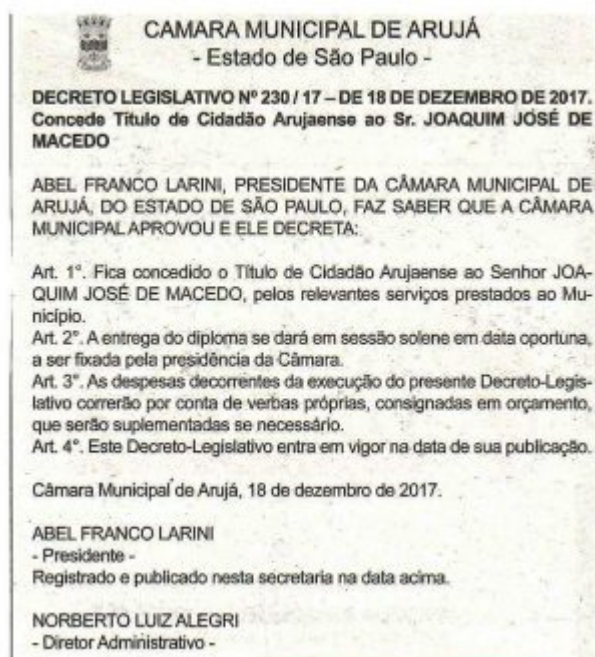 CAMARA MUNICIPAL DE ARUJÁ
- Estado de São Paulo -
DECRETO LEGISLATIVO Nº 230 / 17 – DE 18 DE DEZEMBRO DE 2017.
Concede Titulo de Cidadão Arujaense ao Sr. JOAQUIM JOSÉ DE
MACEDO
ABEL FRANCO LARINI, PRESIDENTE DA CÂMARA MUNICIPAL DE
ARUJÁ, DO ESTADO DE SÃO PAULO, FAZ SABER QUE A CÂMARA
MUNICIPAL APROVOU E ELE DECRETA:
Art. 1°. Fica concedido o Título de Cidadão Arujaense ao Senhor JOA-
QUIM JOSÉ DE MACEDO, pelos relevantes serviços prestados ao Mu-
nicípio.
Art. 2°. A entrega do diploma se dará em sessão solene em data oportuna,
a ser fixada pela presidência da Câmara.
Art. 3°. As despesas decorrentes da execução do presente Decreto-Legis-
lativo correrão por conta de verbas próprias, consignadas em orçamento,
que serão suplementadas se necessário.
Art. 4°. Este Decreto-Legislativo entra em vigor na data de sua publicação.
Câmara Municipal de Arujá, 18 de dezembro de 2017.
ABEL FRANCO LARINI
- Presidente -
Registrado e publicado nesta secretaria na data acima.
NORBERTO LUIZ ALEGRI
- Diretor Administrativo -